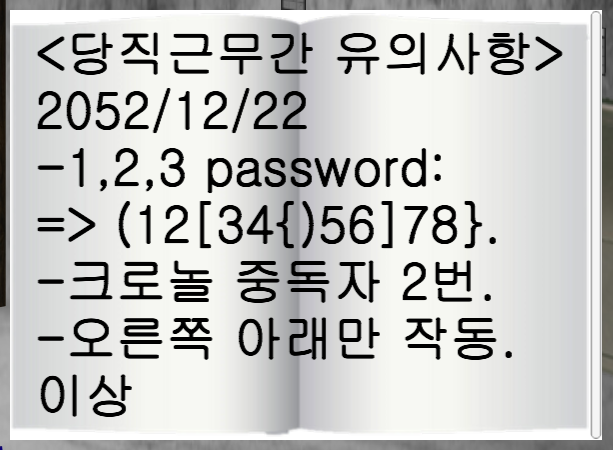 <당직근무간 유의사항>
2052/12/22
-1,2,3 password:
=> (12[34{)56]78}.
-크로놀 중독자 2번.
-오른쪽 아래만 작동.
이상